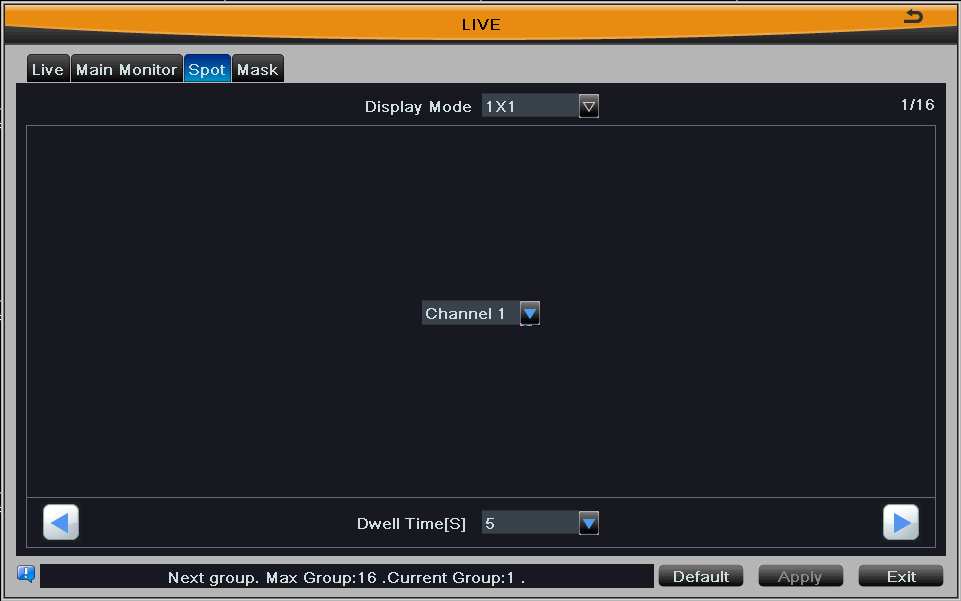 LIVE
Live Main Monitor Spot Mask
Display Mode 1X1 1/16
Channel 1
Dwell Time[S] 5
Next group. Max Group:16 .Current Group:1 . Default Apply Exit